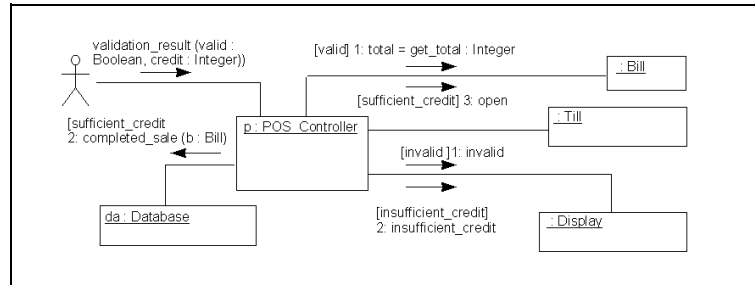 validation_result (valid :
Boolean, credit : Integer))
[valid] 1: total = get_total : Integer
: Bill
[sufficient_credit] 3: open
[sufficient_credit
2: completed_sale (b : Bill)
p : POS_Controller
: Till
[invalid ]1: invalid
da : Database
[insufficient_credit]
2: insufficient_credit
: Display